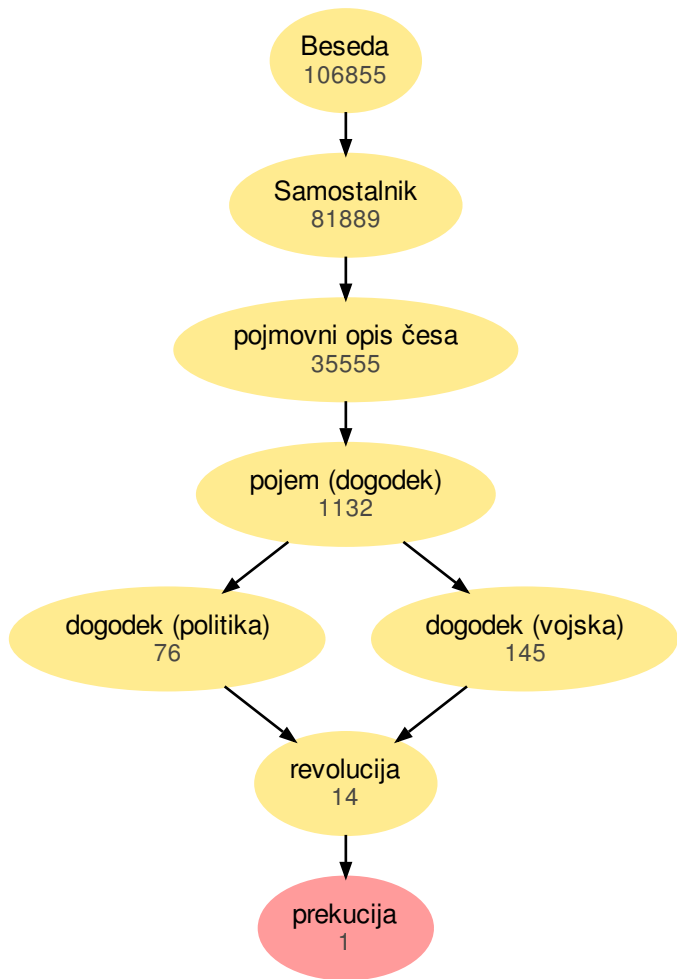 Beseda
106855
Samostalnik
81889
pojmovni opis česa
35555
pojem (dogodek)
1132
dogodek (politika)
76
dogodek (vojska)
145
revolucija
14
prekucija
1